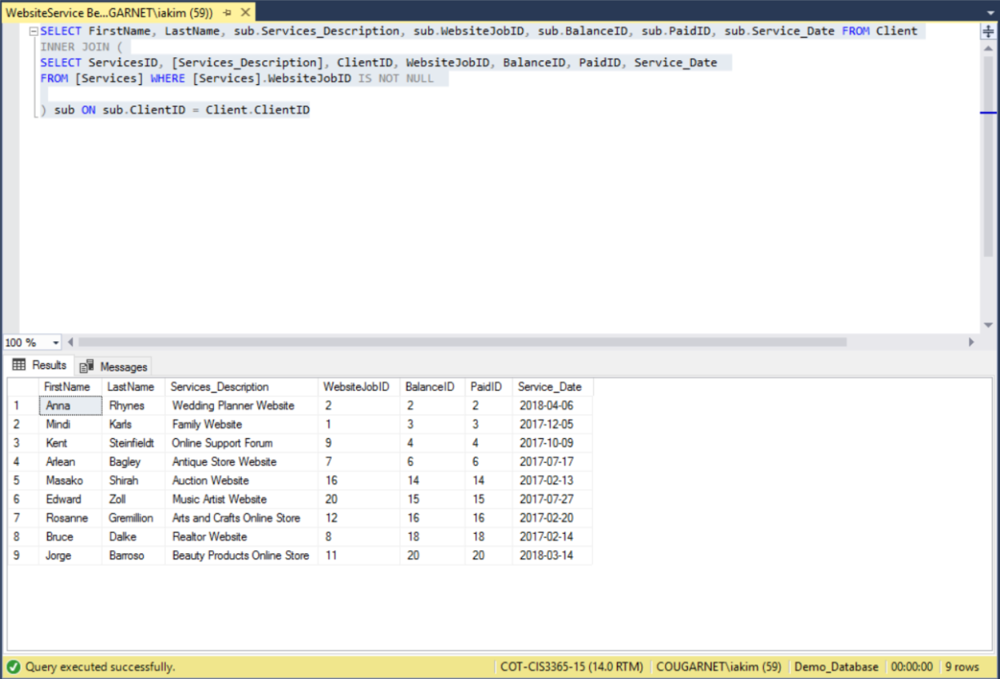 WebsiteService Be...GARNET\iakim (59))
SELECT FirstName, LastName, sub.Services_Description, sub.WebsiteJobID, sub.BalanceID, sub.PaidID, sub.Service_Date FROM Client
INNER JOIN (
SELECT ServicesID, [Services_Description], ClientID, WebsiteJobID, BalanceID, PaidID, Service_Date
FROM [Services] WHERE [Services].WebsiteJobID IS NOT NULL
) sub ON sub.ClientID = Client.ClientID
100 %
Results Messages
FirstName LastName Services_Description WebsiteJobID BalanceID PaidID Service_Date
1 Anna Rhynes Wedding Planner Website 2 2 2 2018-04-06
2 Mindi Karls Family Website 1 3 3 2017-12-05
3 Kent Steinfieldt Online Support Forum 9 4 4 2017-10-09
4 Arlean Bagley Antique Store Website 7 6 6 2017-07-17
5 Masako Shirah Auction Website 16 14 14 2017-02-13
6 Edward Zoll Music Artist Website 20 15 15 2017-07-27
7 Rosanne Gremillion Arts and Crafts Online Store 12 16 16 2017-02-20
8 Bruce Dalke Realtor Website 8 18 18 2017-02-14
9 Jorge Barroso Beauty Products Online Store 11 20 20 2018-03-14
Query executed successfully. COT-CIS3365-15 (14.0 RTM) COUGARNET\iakim (59) Demo_Database 00:00:00 9 rows